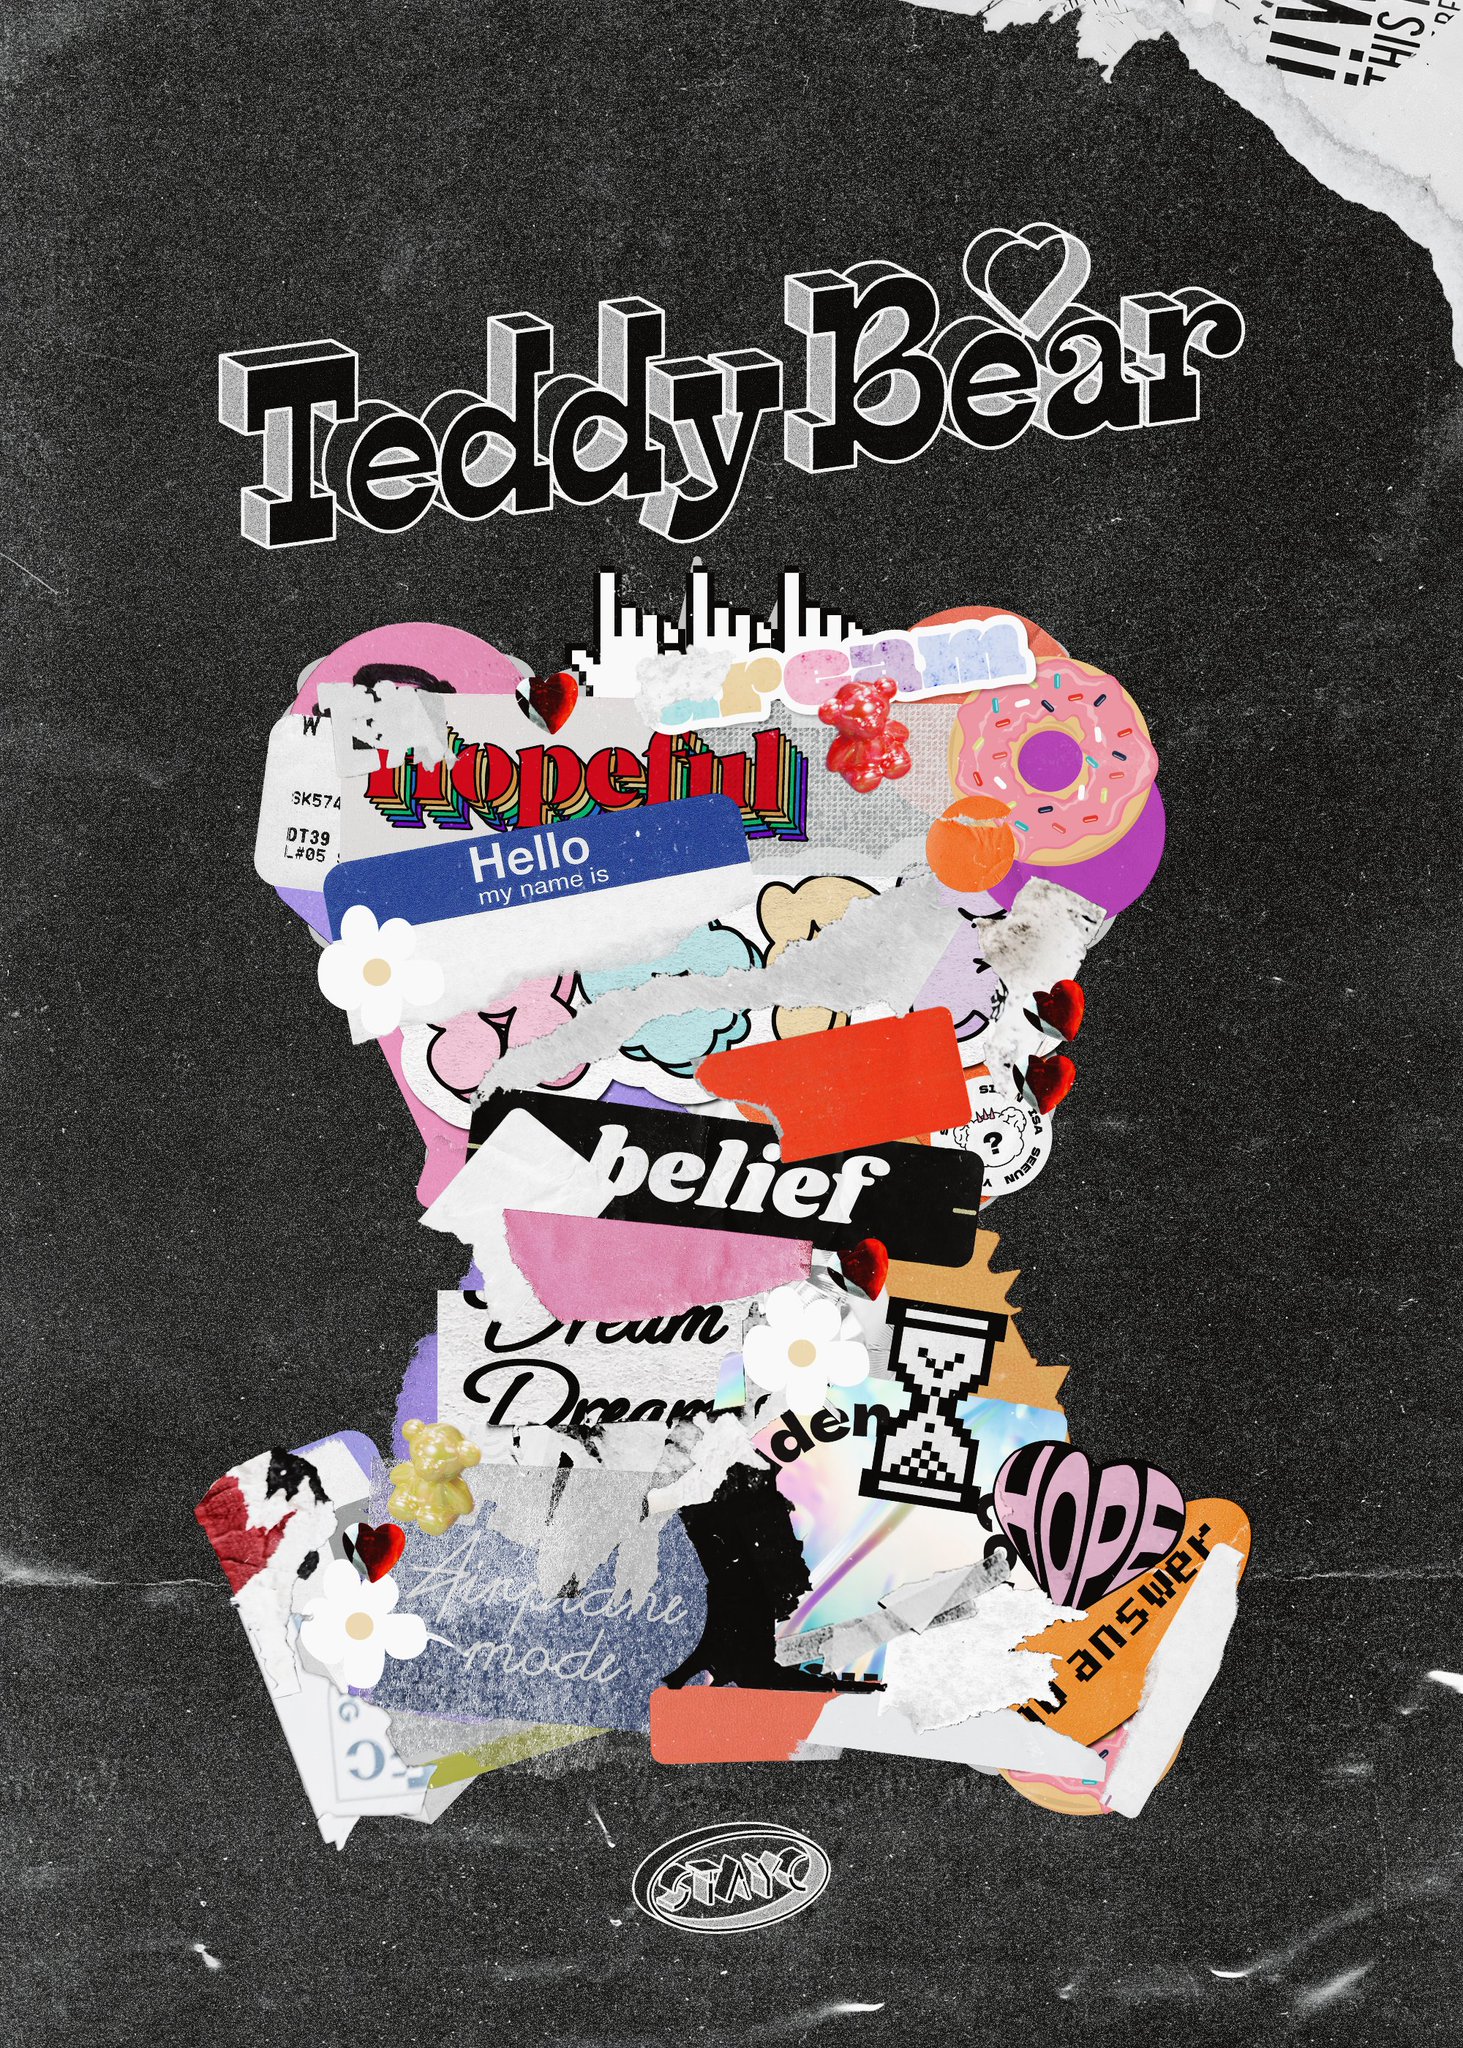 THIS
Teddy Bear
dream
W
Hopeful
SK574
DT39
L#05
Hello
my name is
belief
?
ISA
SEEUN
Dream
Dream
den
HOPE
Airplane
mode
answer
STAYC